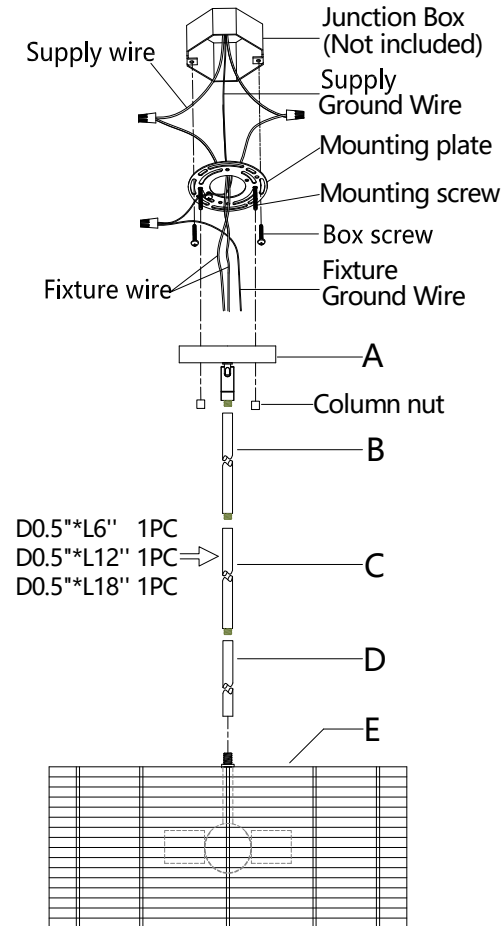 Junction Box
(Not included)
Supply wire
Supply
Ground Wire
Mounting plate
Mounting screw
Box screw
Fixture wire
Fixture
Ground Wire
A
Column nut
B
D0.5"*L6'' 1PC
D0.5"*L12'' 1PC
D0.5"*L18'' 1PC
C
D
E